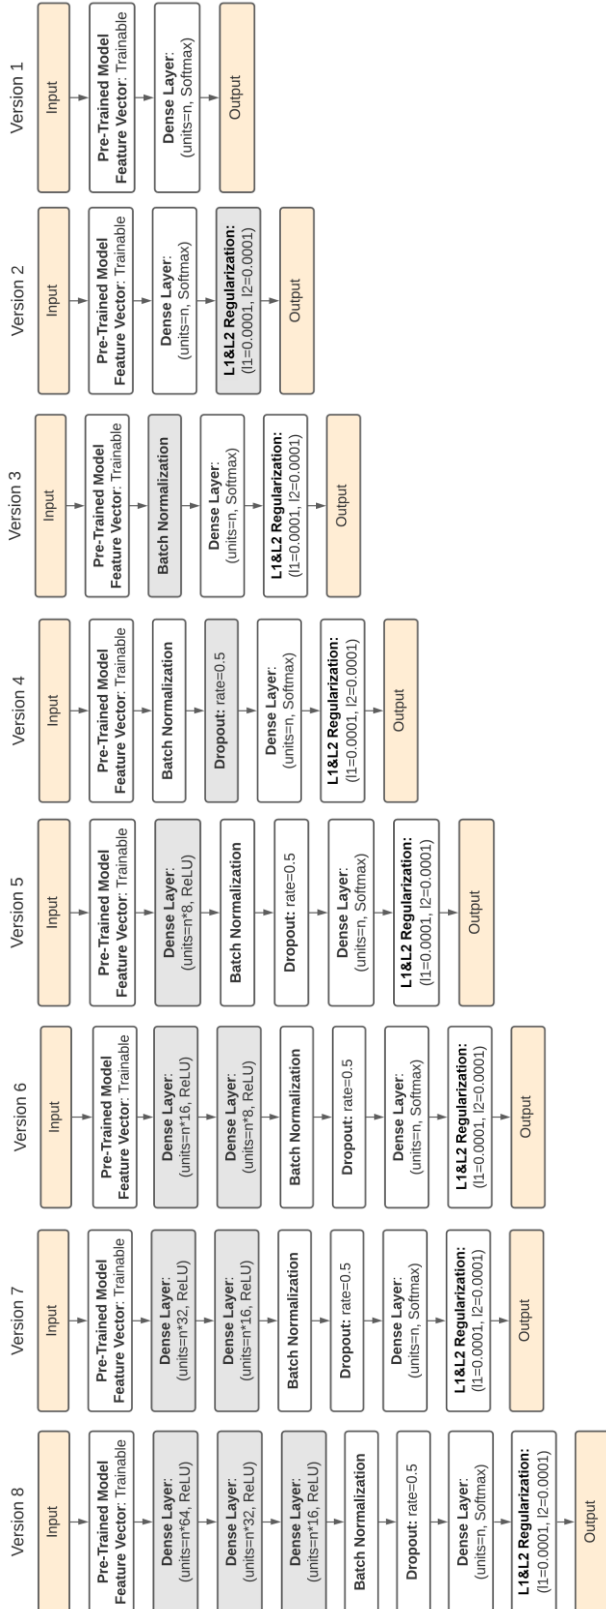 Version 1
Input
Pre-Trained Model
Feature Vector: Trainable
Dense Layer:
(units=n, Softmax)
Output
Version 2
Input
Pre-Trained Model
Feature Vector: Trainable
Dense Layer:
(units=n, Softmax)
L1&L2 Regularization:
(l1=0.0001, l2=0.0001)
Output
Version 3
Input
Pre-Trained Model
Feature Vector: Trainable
Batch Normalization
Dense Layer:
(units=n, Softmax)
L1&L2 Regularization:
(l1=0.0001, l2=0.0001)
Output
Version 4
Input
Pre-Trained Model
Feature Vector: Trainable
Batch Normalization
Dropout: rate=0.5
Dense Layer:
(units=n, Softmax)
L1&L2 Regularization:
(l1=0.0001, l2=0.0001)
Output
Version 5
Input
Pre-Trained Model
Feature Vector: Trainable
Dense Layer:
(units=n*8, ReLU)
Batch Normalization
Dropout: rate=0.5
Dense Layer:
(units=n, Softmax)
L1&L2 Regularization:
(l1=0.0001, l2=0.0001)
Output
Version 6
Input
Pre-Trained Model
Feature Vector: Trainable
Dense Layer:
(units=n*16, ReLU)
Dense Layer:
(units=n*8, ReLU)
Batch Normalization
Dropout: rate=0.5
Dense Layer:
(units=n, Softmax)
L1&L2 Regularization:
(l1=0.0001, l2=0.0001)
Output
Version 7
Input
Pre-Trained Model
Feature Vector: Trainable
Dense Layer:
(units=n*32, ReLU)
Dense Layer:
(units=n*16, ReLU)
Batch Normalization
Dropout: rate=0.5
Dense Layer:
(units=n, Softmax)
L1&L2 Regularization:
(l1=0.0001, l2=0.0001)
Output
Version 8
Input
Pre-Trained Model
Feature Vector: Trainable
Dense Layer:
(units=n*64, ReLU)
Dense Layer:
(units=n*32, ReLU)
Dense Layer:
(units=n*16, ReLU)
Batch Normalization
Dropout: rate=0.5
Dense Layer:
(units=n, Softmax)
L1&L2 Regularization:
(l1=0.0001, l2=0.0001)
Output